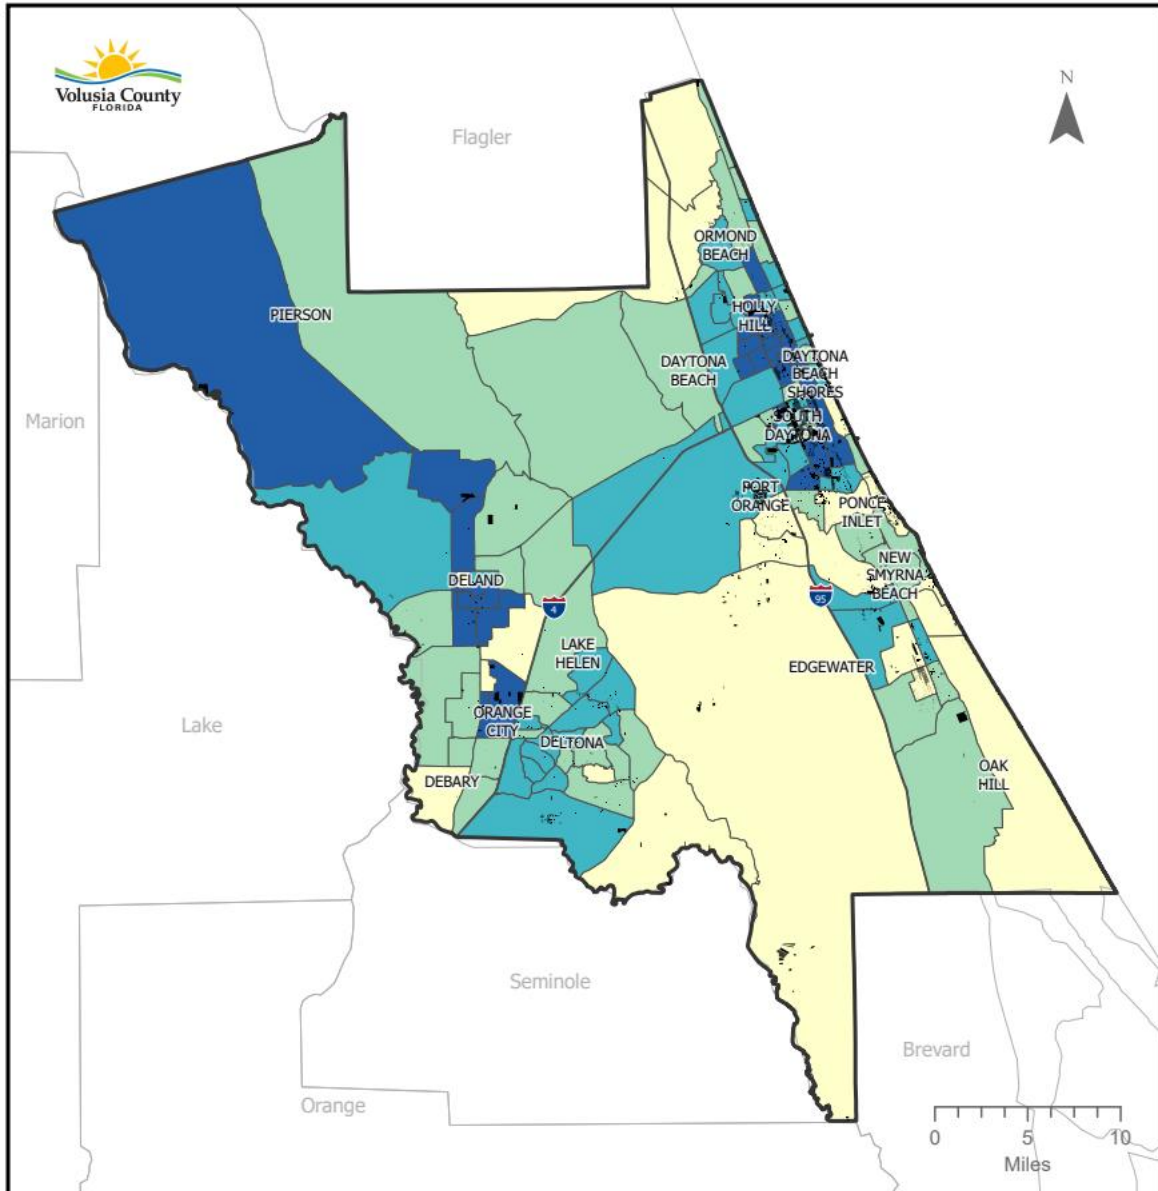 Volusia County
FLORIDA
N
Flagler
ORMOND
BEACH
PIERSON
HOLLY
HILL
DAYTONA
BEACH
DAYTONA
BEACH
SHORES
Marion
SOUTH
DAYTONA
PORT
ORANGE
PONCE
INLET
NEW
SMYRNA
BEACH
DELAND
4
95
LAKE
HELEN
EDGEWATER
Lake
ORANGE
CITY
DELTONA
DEBARY
OAK
HILL
Seminole
Brevard
Orange
0 5 10
Miles